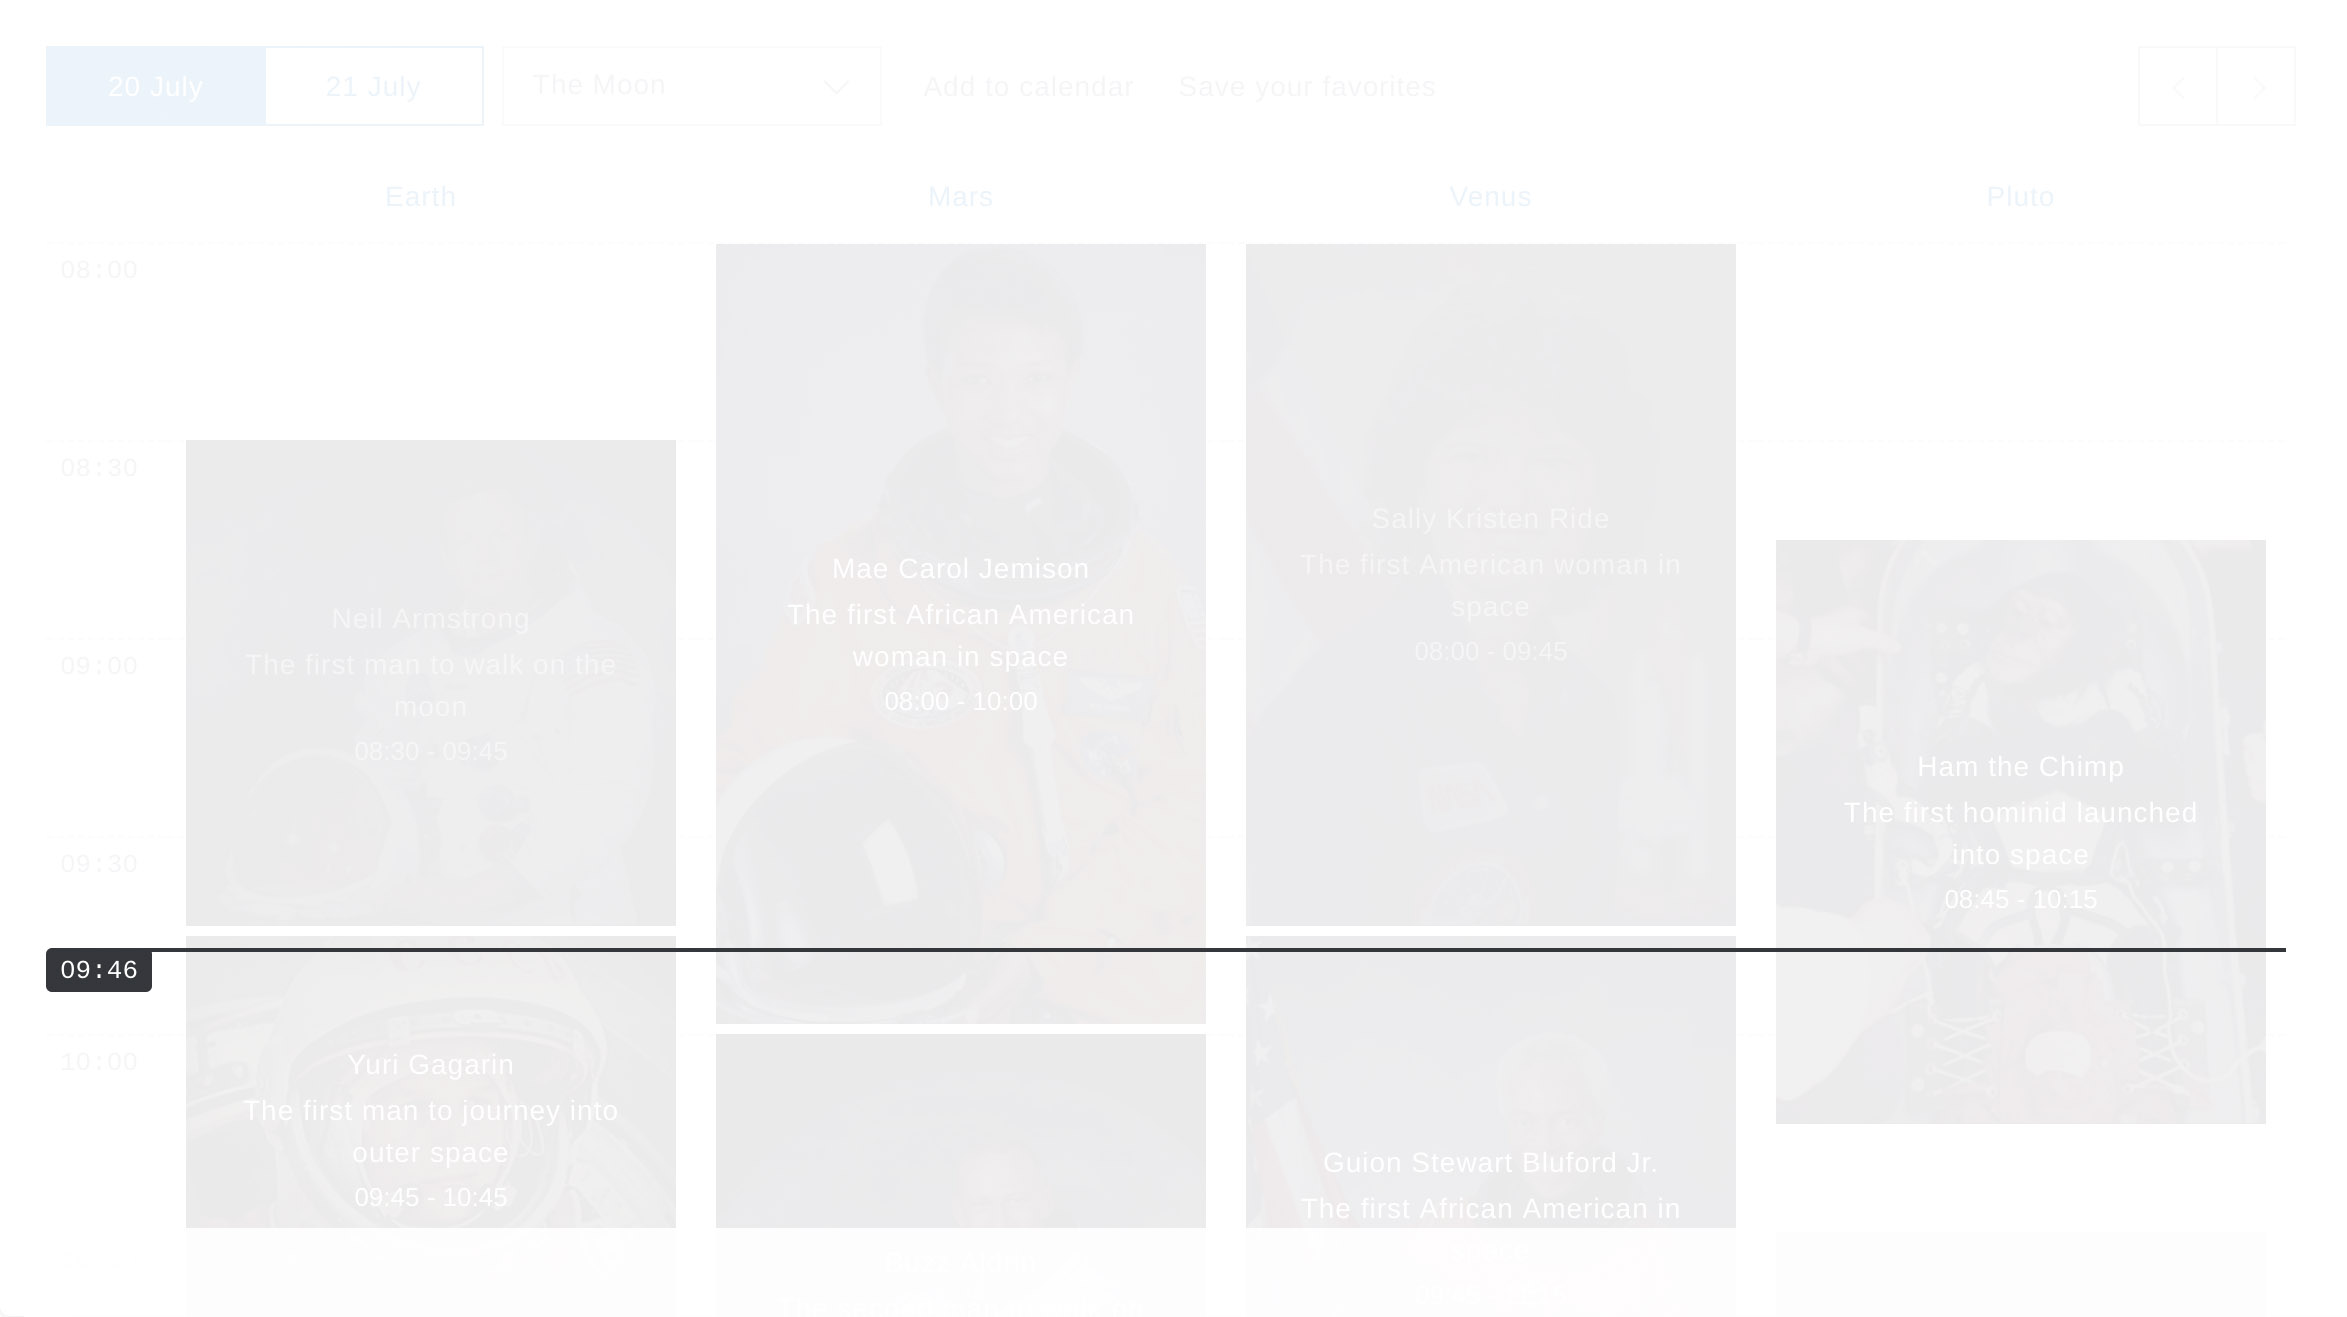 20 July
21 July
The Moon
Add to calendar
Save your favorites
Earth
Mars
Venus
Pluto
08:00
08:30
09:00
09:30
09:46
10:00
Neil Armstrong
The first man to walk on the
moon
08:30 - 09:45
Yuri Gagarin
The first man to journey into
outer space
09:45 - 10:45
Mae Carol Jemison
The first African American
woman in space
08:00 - 10:00
Buzz Aldrin
Sally Kristen Ride
The first American woman in
space
08:00 - 09:45
Guion Stewart Bluford Jr.
The first African American in
space
Ham the Chimp
The first hominid launched
into space
08:45 - 10:15